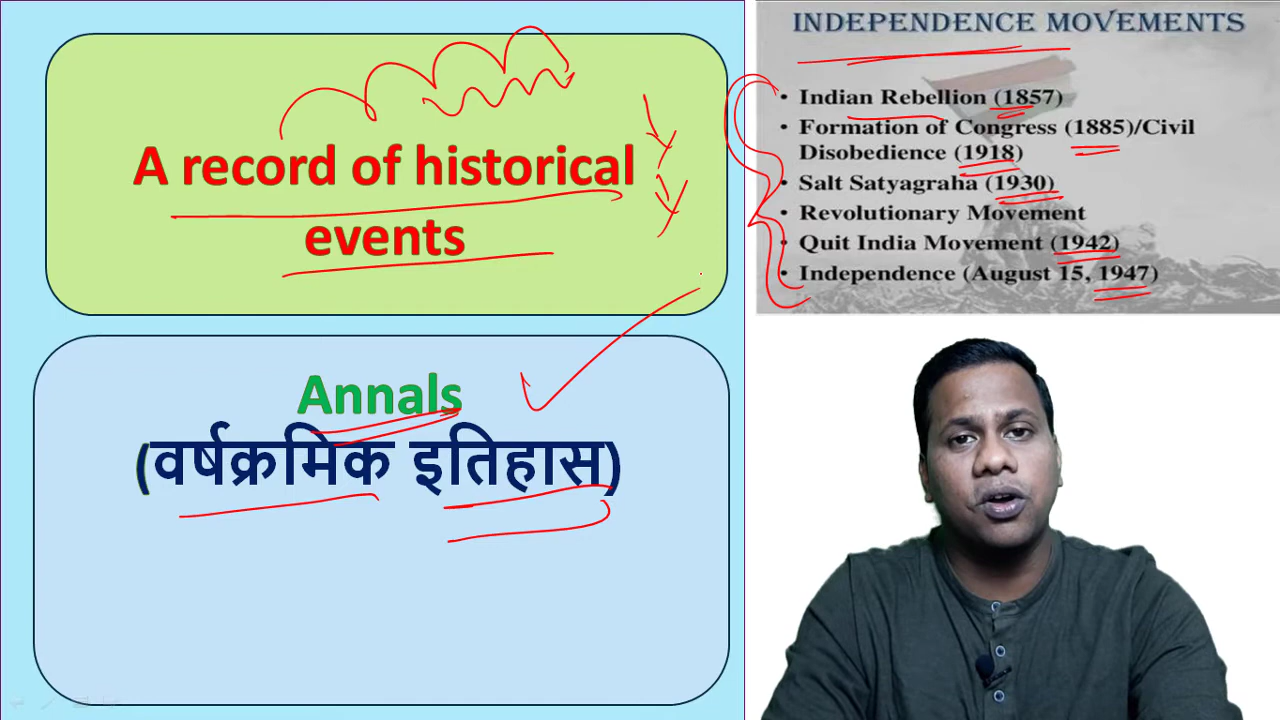 A record of historical
events
Annals
(वर्षक्रमिक इतिहास)
INDEPENDENCE MOVEMENTS
• Indian Rebellion (1857)
• Formation of Congress (1885)/Civil
Disobedience (1918)
• Salt Satyagraha (1930)
• Revolutionary Movement
• Quit India Movement (1942)
• Independence (August 15, 1947)